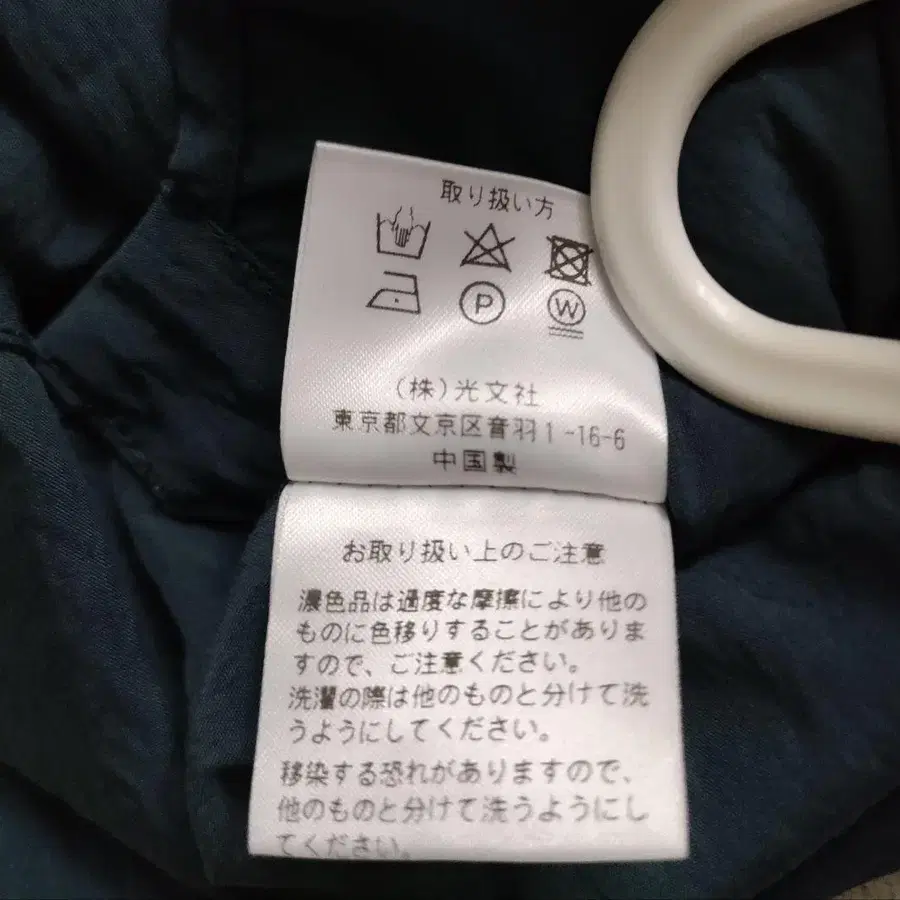 取り扱い方
P
W
(株)光文社
東京都文京区音羽1-16-6
中国製
お取り扱い上のご注意
濃色品は過度な摩擦により他の
ものに色移りすることがありま
すので、ご注意ください。
洗濯の際は他のものと分けて洗
うようにしてください。
移染する恐れがありますので、
他のものと分けて洗うようにし
てください。